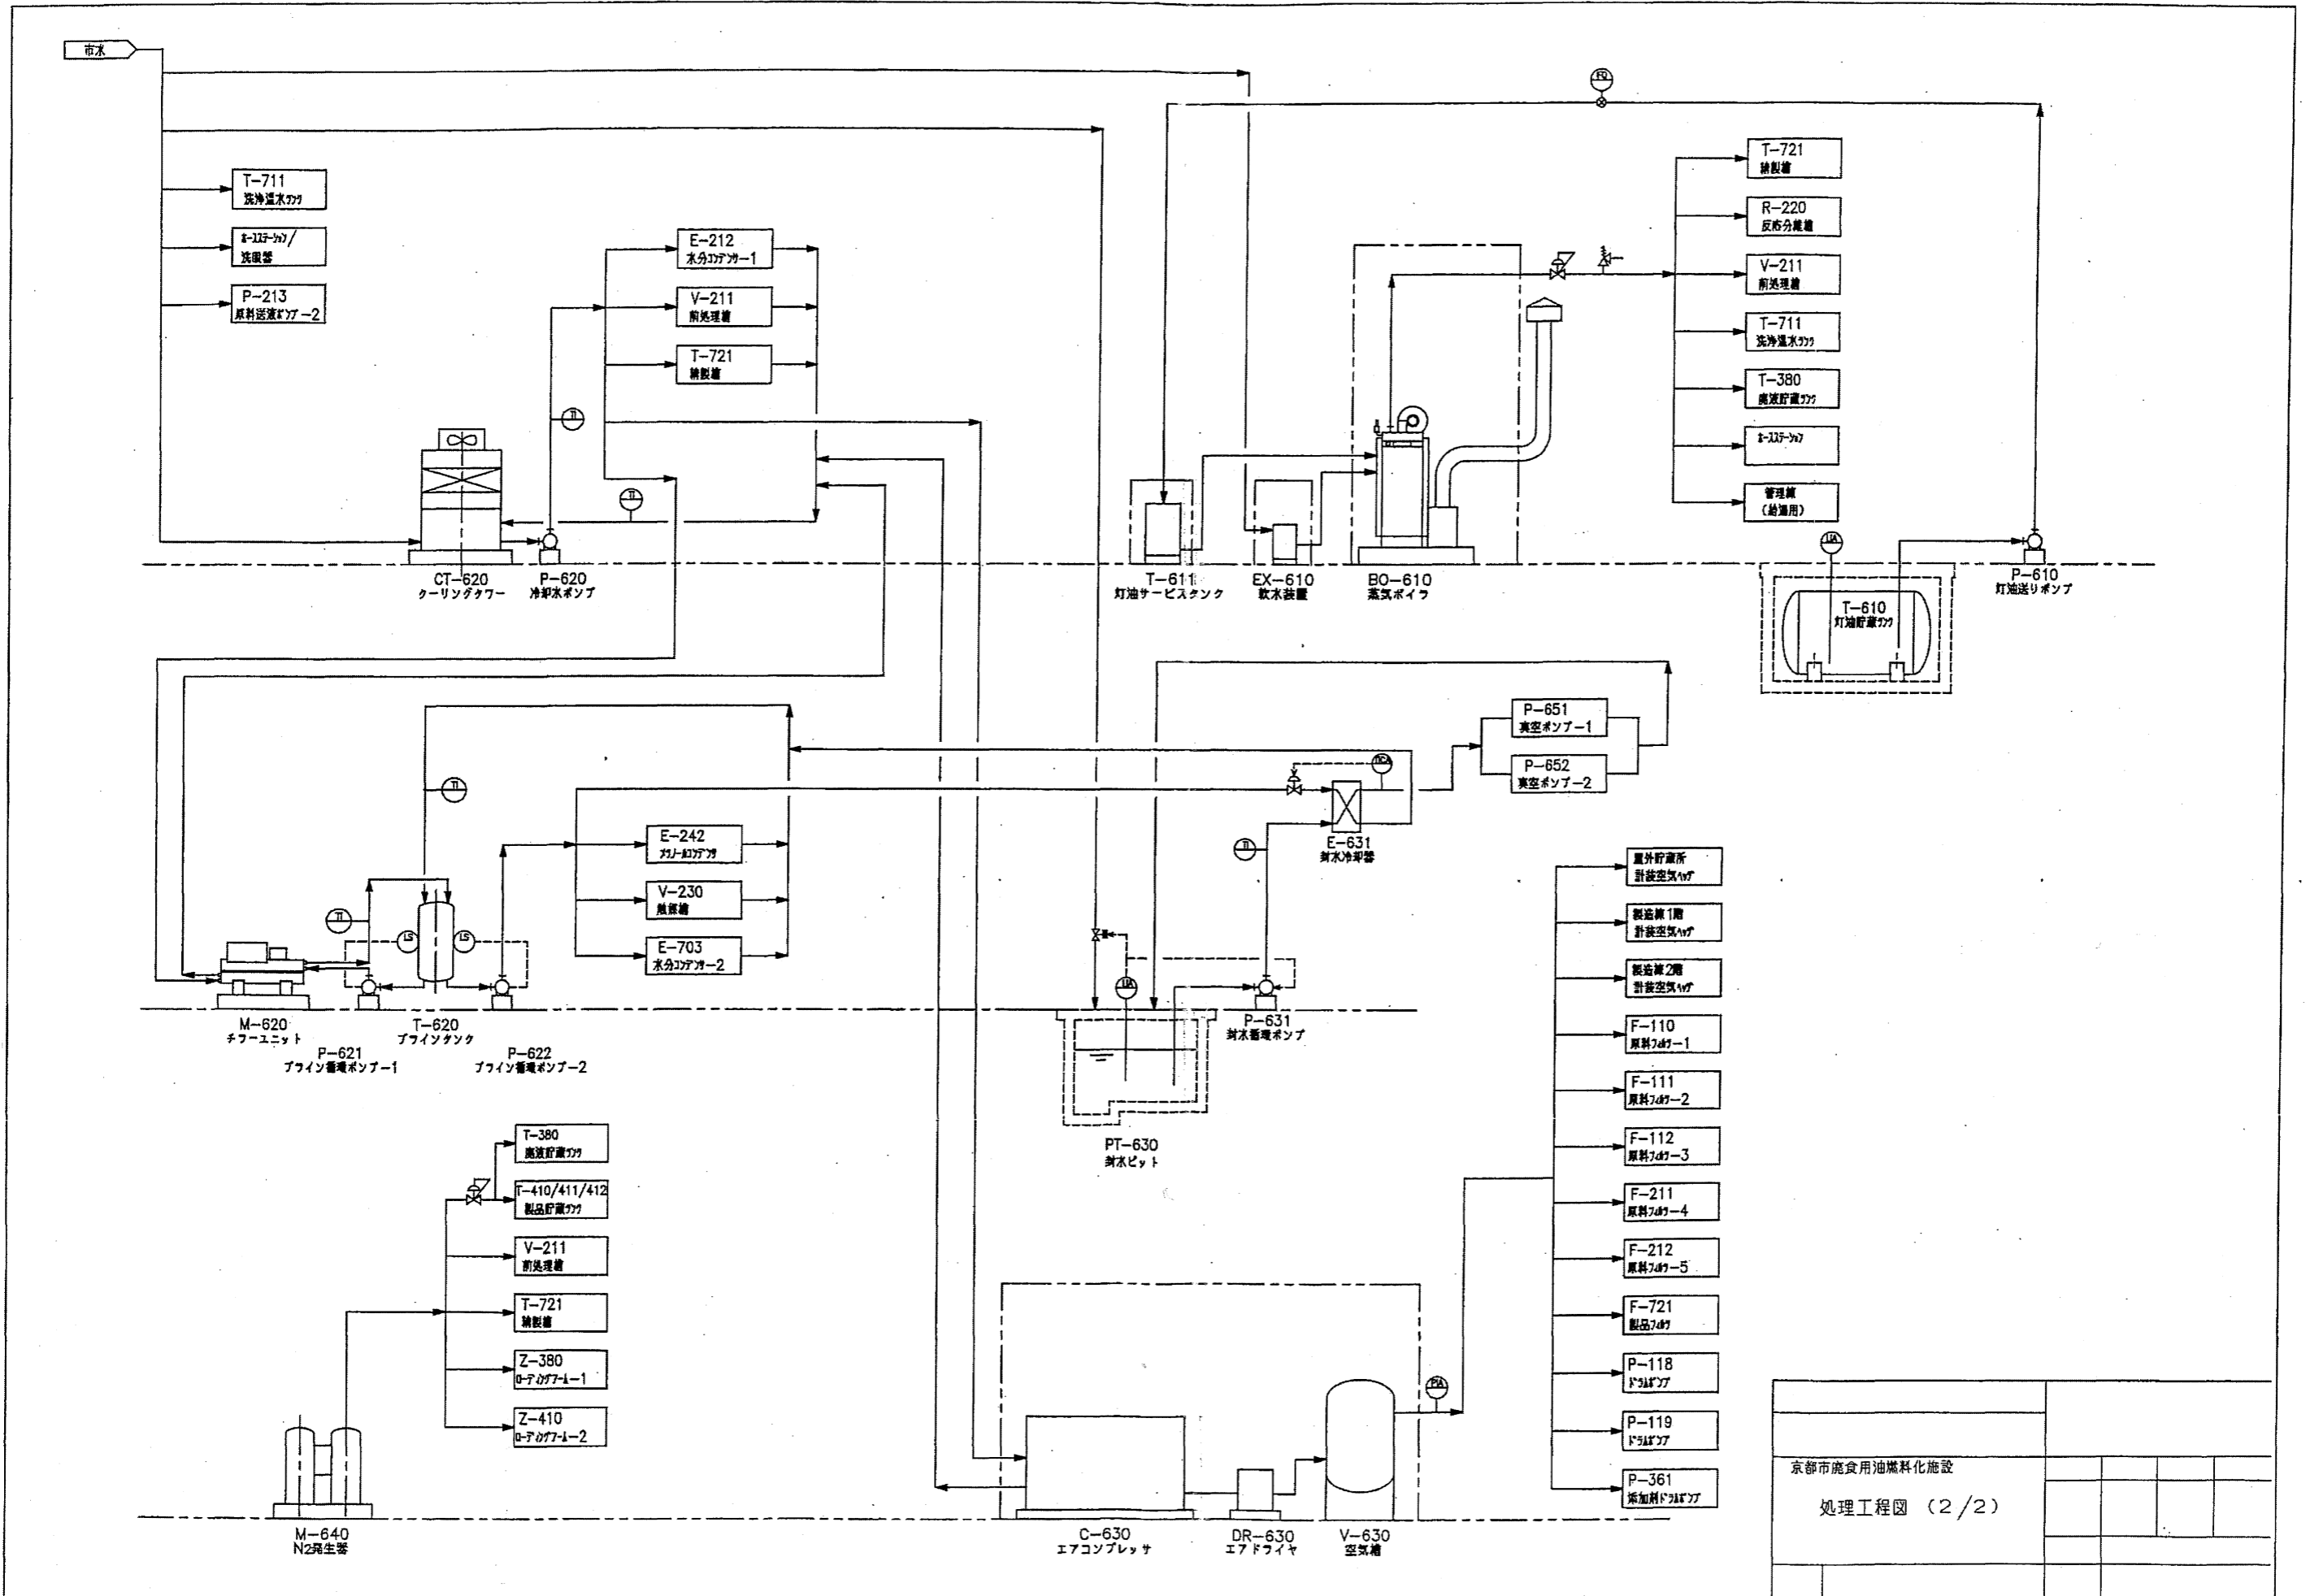 市水
FQ
T-721
精製槽
R-220
反応分離槽
V-211
前処理槽
T-711
洗浄温水タンク
T-380
廃液貯蔵タンク
ホースステーション
管理棟
(給湯用)
T-711
洗浄温水タンク
ホースステーション/
洗眼器
P-213
原料送液ポンプ-2
E-212
水分コンデンサー1
V-211
前処理槽
T-721
精製槽
TI
TI
CT-620
クーリングタワー
P-620
冷却水ポンプ
T-611
灯油サービスタンク
EX-610
軟水装置
BO-610
蒸気ボイラ
LIA
P-610
灯油送りポンプ
T-610
灯油貯蔵タンク
P-651
真空ポンプ-1
P-652
真空ポンプ-2
TICA
TI
E-631
封水冷却器
TI
E-242
メタノールコンデンサ
V-230
触媒槽
E-703
水分コンデンサー2
TI
LS
LS
LIA
M-620
チラーユニット
P-621
ブライン循環ポンプ-1
T-620
ブラインタンク
P-622
ブライン循環ポンプ-2
P-631
封水循環ポンプ
PT-630
封水ピット
屋外貯蔵所
計装空気ヘッダ
製造棟1階
計装空気ヘッダ
製造棟2階
計装空気ヘッダ
F-110
原料フィルター1
F-111
原料フィルター2
F-112
原料フィルター3
F-211
原料フィルター4
F-212
原料フィルター5
F-721
製品フィルタ
P-118
ドラムポンプ
P-119
ドラムポンプ
P-361
添加剤ドラムポンプ
T-380
廃液貯蔵タンク
T-410/411/412
製品貯蔵タンク
V-211
前処理槽
T-721
精製槽
Z-380
ローディングアーム-1
Z-410
ローディングアーム-2
M-640
N2発生器
PIA
C-630
エアコンプレッサ
DR-630
エアドライヤ
V-630
空気槽
京都市廃食用油燃料化施設
処理工程図 (2/2)